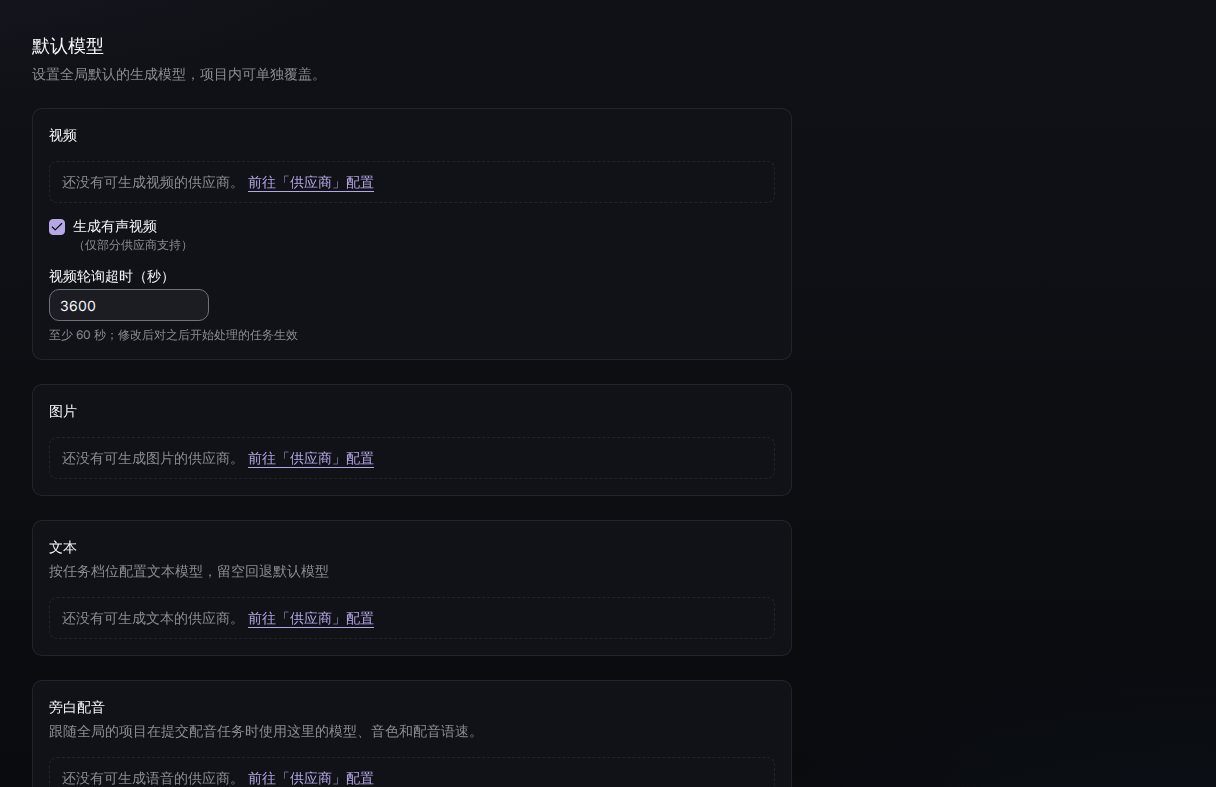 默认模型
设置全局默认的生成模型，项目内可单独覆盖。
视频
还没有可生成视频的供应商。 前往「供应商」配置
生成有声视频
（仅部分供应商支持）
视频轮询超时（秒）
3600
至少 60 秒；修改后对之后开始处理的任务生效
图片
还没有可生成图片的供应商。 前往「供应商」配置
文本
按任务档位配置文本模型，留空回退默认模型
还没有可生成文本的供应商。 前往「供应商」配置
旁白配音
跟随全局的项目在提交配音任务时使用这里的模型、音色和配音语速。
还没有可生成语音的供应商。 前往「供应商」配置